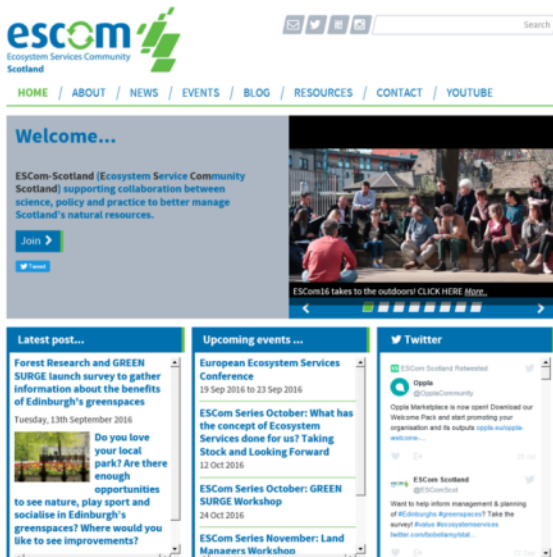 escom
Ecosystem Services Community
Scotland
Search
HOME / ABOUT / NEWS / EVENTS / BLOG / RESOURCES / CONTACT / YOUTUBE
Welcome...
ESCom-Scotland (Ecosystem Service Community
Scotland) supporting collaboration between
science, policy and practice to better manage
Scotland's natural resources.
Join
Tweet
ESCom16 takes to the outdoors! CLICK HERE More..
Latest post...
Forest Research and GREEN
SURGE launch survey to gather
information about the benefits
of Edinburgh's greenspaces
Tuesday, 13th September 2016
Do you love
your local
park? Are there
enough
opportunities
to see nature, play sport and
socialise in Edinburgh's
greenspaces? Where would you
like to see improvements?
Upcoming events ...
European Ecosystem Services
Conference
19 Sep 2016 to 23 Sep 2016
ESCom Series October: What has
the concept of Ecosystem
Services done for us? Taking
Stock and Looking Forward
12 Oct 2016
ESCom Series October: GREEN
SURGE Workshop
24 Oct 2016
ESCom Series November: Land
Managers Workshop
Twitter
ESCom Scotland Retweeted
Oppla
@OpplaCommunity
Oppla Marketplace is now open! Download our
Welcome Pack and start promoting your
organisation and its outputs oppla.eu/oppla-
welcome-...
ESCom Scotland
@ESComScot
Want to help inform management & planning
of #Edinburghs #greenspaces? Take the
survey! #value #ecosystemservices